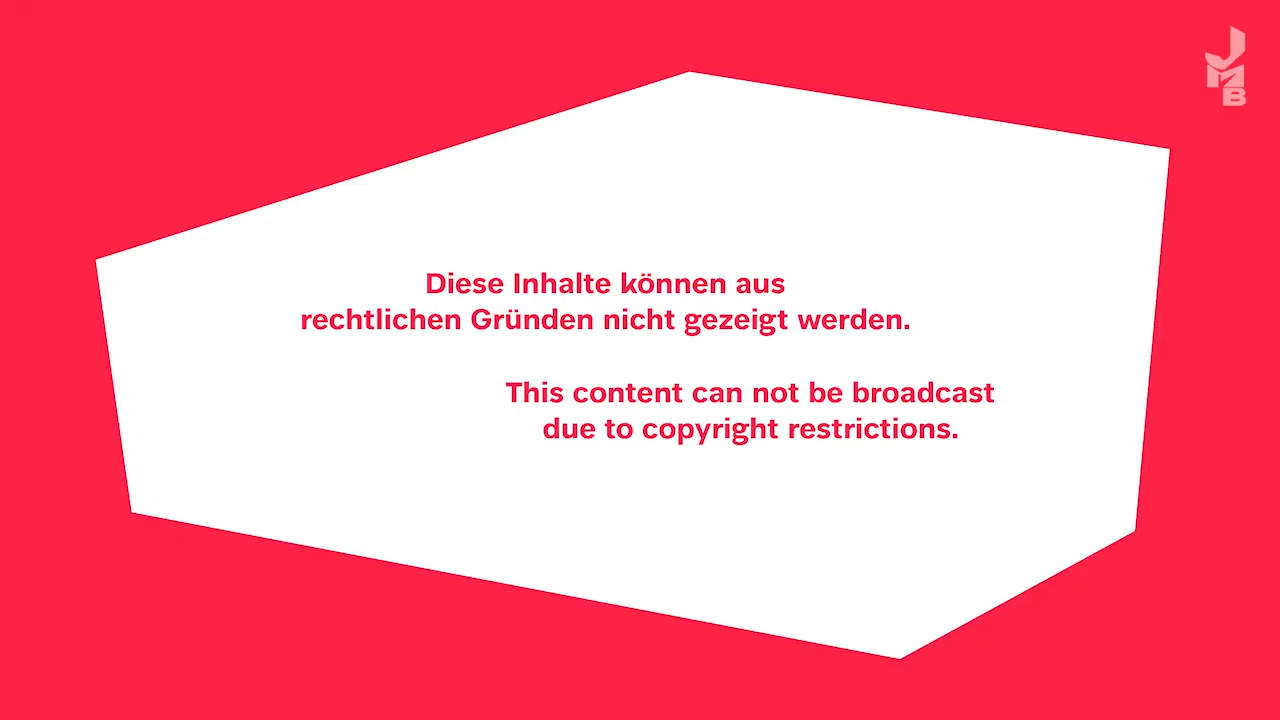 J
M
B
Diese Inhalte können aus
rechtlichen Gründen nicht gezeigt werden.
This content can not be broadcast
due to copyright restrictions.